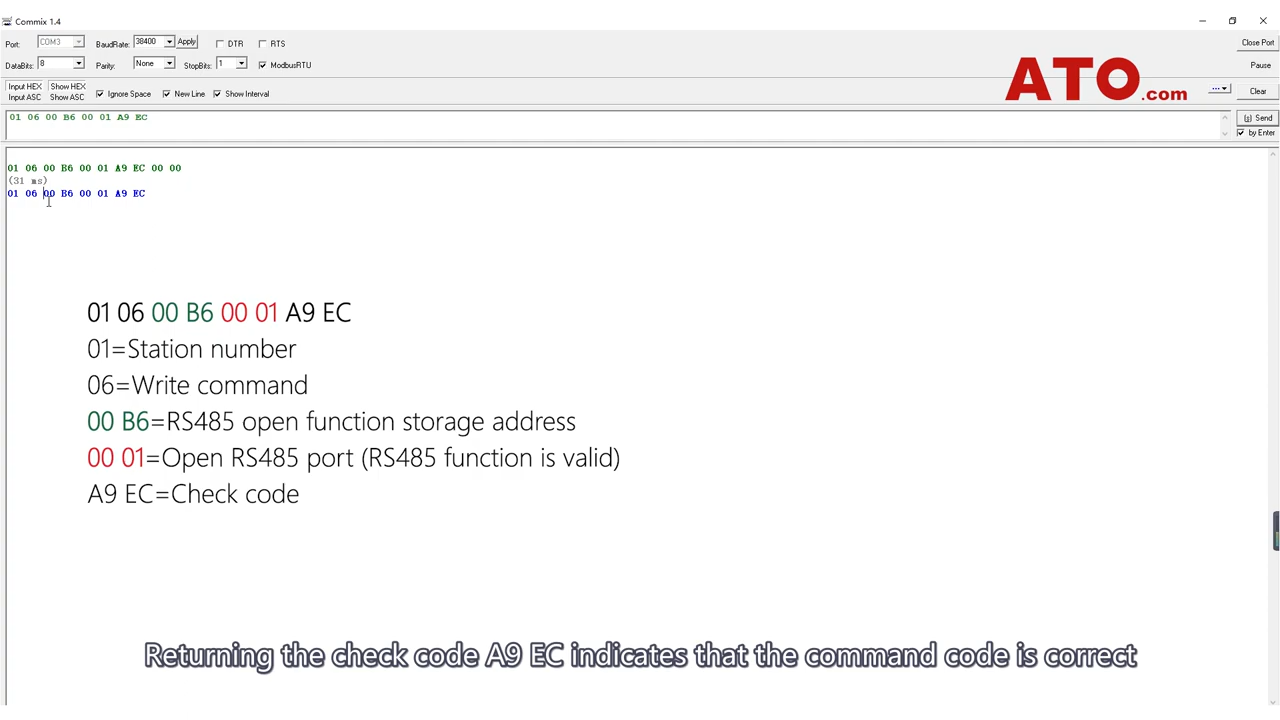 Commix 1.4
Port: COM3 BaudRate: 38400 Apply DTR RTS Close Port
DataBits: 8 Parity: None StopBits: 1 ModbusRTU Pause
ATO.com
Input HEX Show HEX
Input ASC Show ASC Ignore Space New Line Show Interval ... Clear
01 06 00 B6 00 01 A9 EC Send
by Enter
01 06 00 B6 00 01 A9 EC 00 00
(31 ms)
01 06 00 B6 00 01 A9 EC
01 06 00 B6 00 01 A9 EC
01=Station number
06=Write command
00 B6=RS485 open function storage address
00 01=Open RS485 port (RS485 function is valid)
A9 EC=Check code
Returning the check code A9 EC indicates that the command code is correct